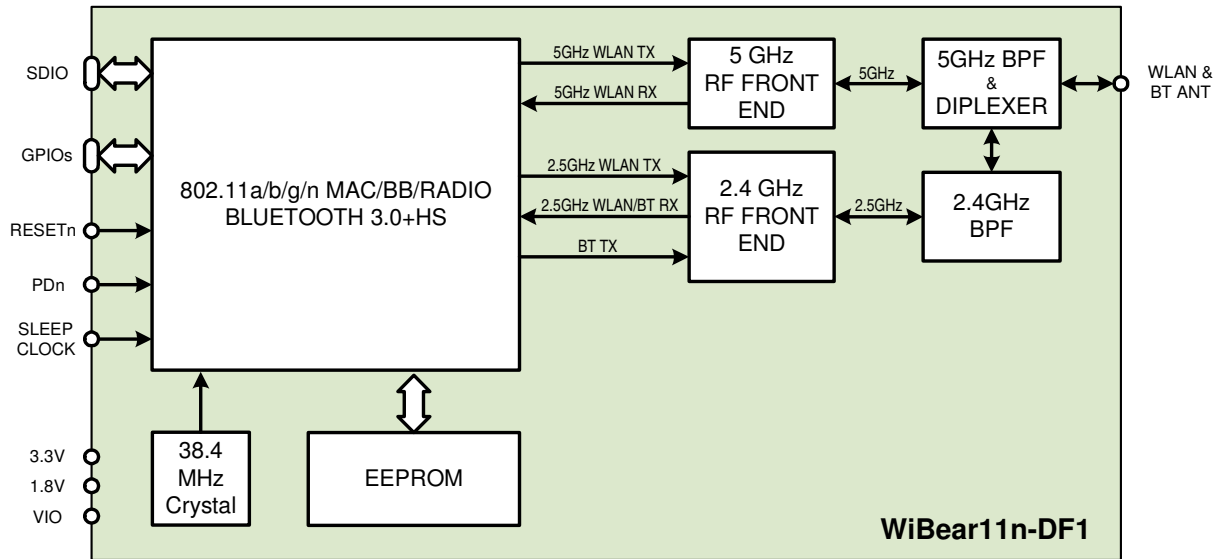 SDIO
GPIOs
RESETn
PDn
SLEEP
CLOCK
3.3V
1.8V
VIO
802.11a/b/g/n MAC/BB/RADIO
BLUETOOTH 3.0+HS
38.4
MHz
Crystal
EEPROM
5GHz WLAN TX
5GHz WLAN RX
2.5GHz WLAN TX
2.5GHz WLAN/BT RX
BT TX
5 GHz
RF FRONT
END
2.4 GHz
RF FRONT
END
5GHz
2.5GHz
5GHz BPF
&
DIPLEXER
2.4GHz
BPF
WLAN &
BT ANT
WiBear11n-DF1